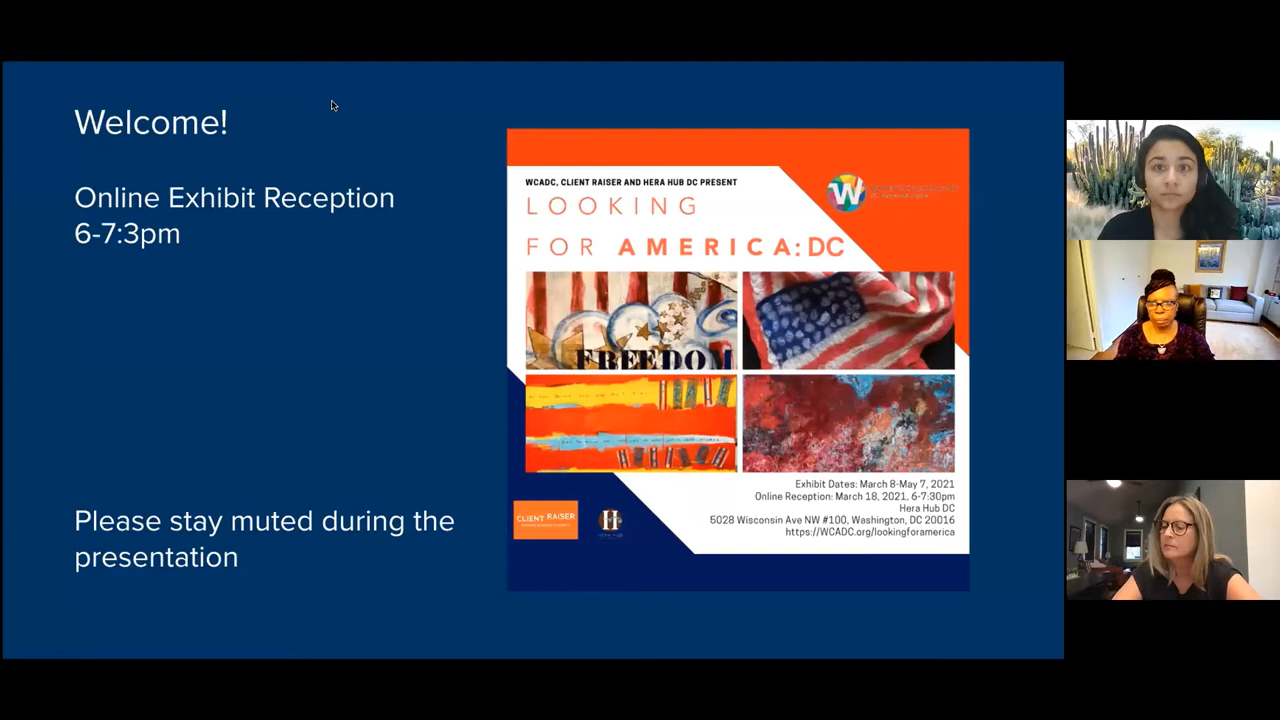 Welcome!
Online Exhibit Reception
6-7:3pm
Please stay muted during the
presentation
WCADC, CLIENT RAISER AND HERA HUB DC PRESENT
LOOKING
FOR AMERICA: DC
W
FREEDOM
Exhibit Dates: March 8-May 7, 2021
Online Reception: March 18, 2021, 6-7:30pm
Hera Hub DC
5028 Wisconsin Ave NW #100, Washington, DC 20016
https://WCADC.org/lookingforamerica
CLIENT RAISER
H
HERA HUB